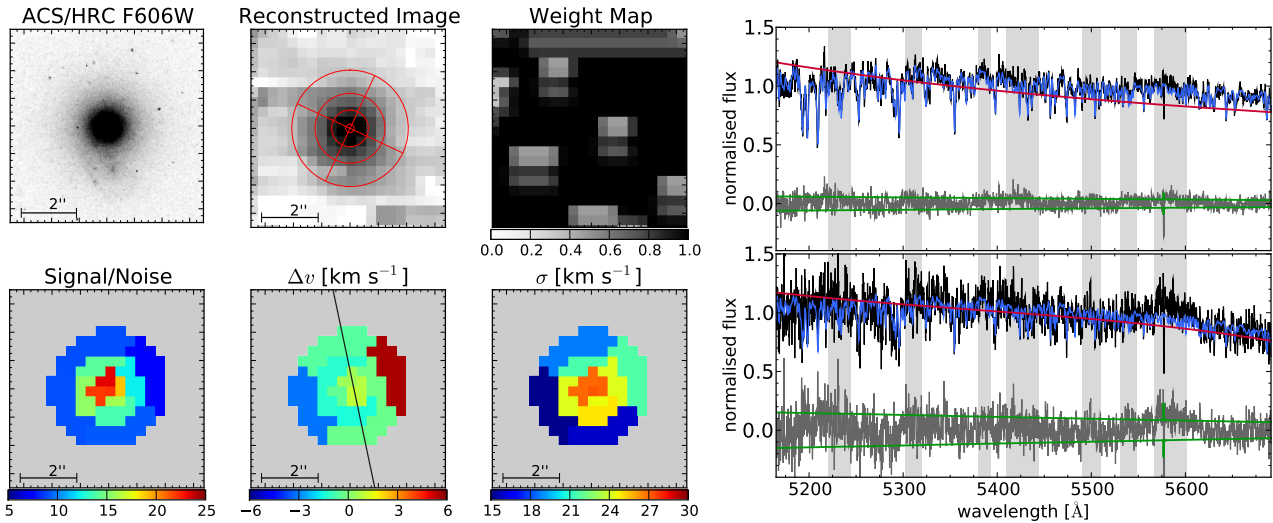 ACS/HRC F606W
Reconstructed Image
Weight Map
2''
2''
0.0 0.2 0.4 0.6 0.8 1.0
Signal/Noise
Δv [km s⁻¹]
σ [km s⁻¹]
2''
2''
2''
5 10 15 20 25
−6 −3 0 3 6
15 18 21 24 27 30
1.5
1.0
0.5
0.0
normalised flux
1.5
1.0
0.5
0.0
normalised flux
5200 5300 5400 5500 5600
wavelength [Å]